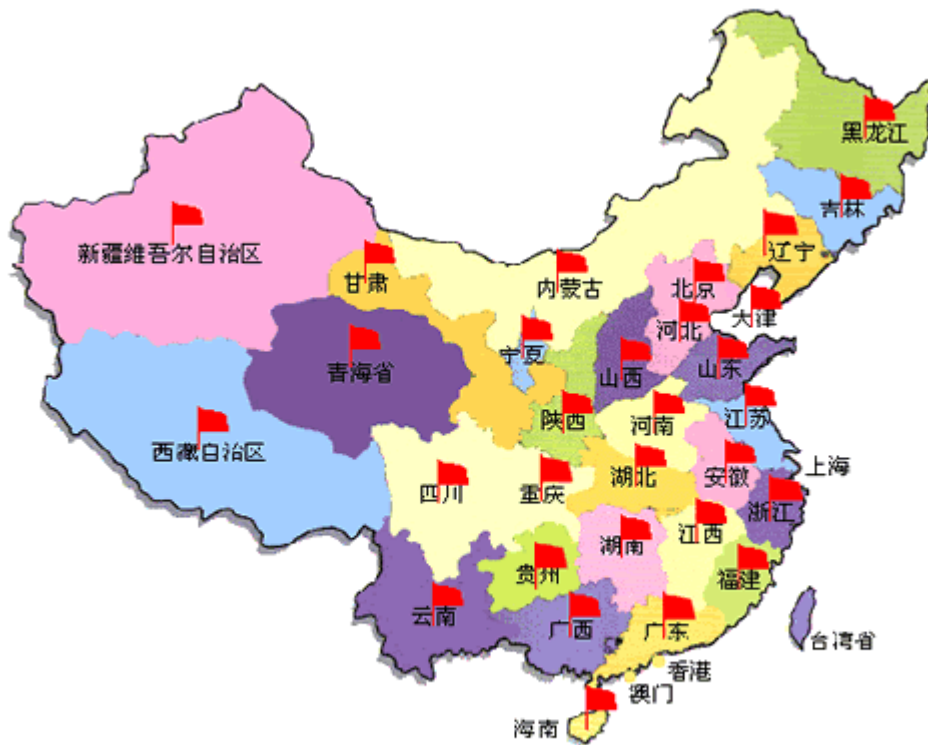 黑龙江
吉林
辽宁
新疆維吾尔自治区
甘肃
内蒙古
北京
河北
大津
宁夏
青海省
山西
山东
陕西
河南
江苏
西藏自治区
四川
重庆
湖北
安徽
上海
浙江
湖南
江西
贵州
福建
云南
广西
广东
台湾省
香港
澳门
海南